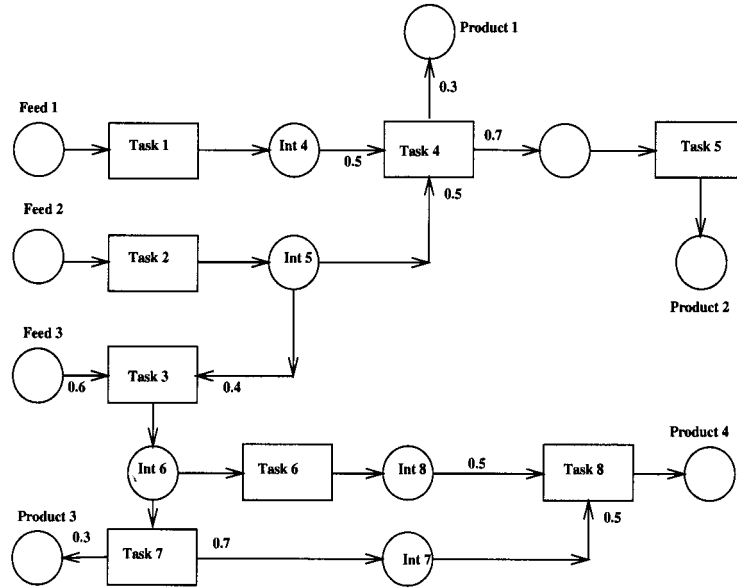 Product 1
0.3
Feed 1
Task 1
Int 4
0.5
Task 4
0.7
Task 5
0.5
Feed 2
Task 2
Int 5
Product 2
Feed 3
0.6
Task 3
0.4
Product 4
Int 6
Task 6
Int 8
0.5
Task 8
0.5
Product 3
0.3
Task 7
0.7
Int 7